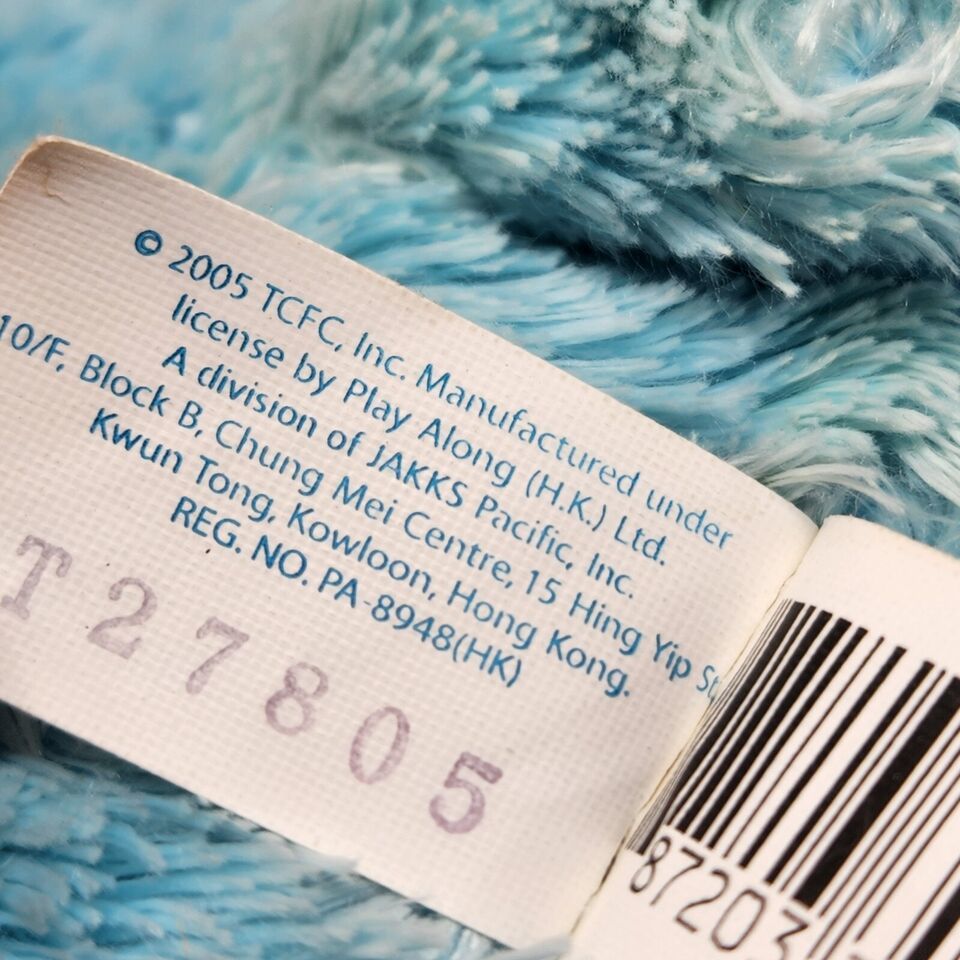 © 2005 TCFC, Inc. Manufactured under
license by Play Along (H.K.) Ltd.
A division of JAKKS Pacific, Inc.
10/F, Block B, Chung Mei Centre, 15 Hing Yip St,
Kwun Tong, Kowloon, Hong Kong.
REG. NO. PA-8948(HK)
T27805
87203